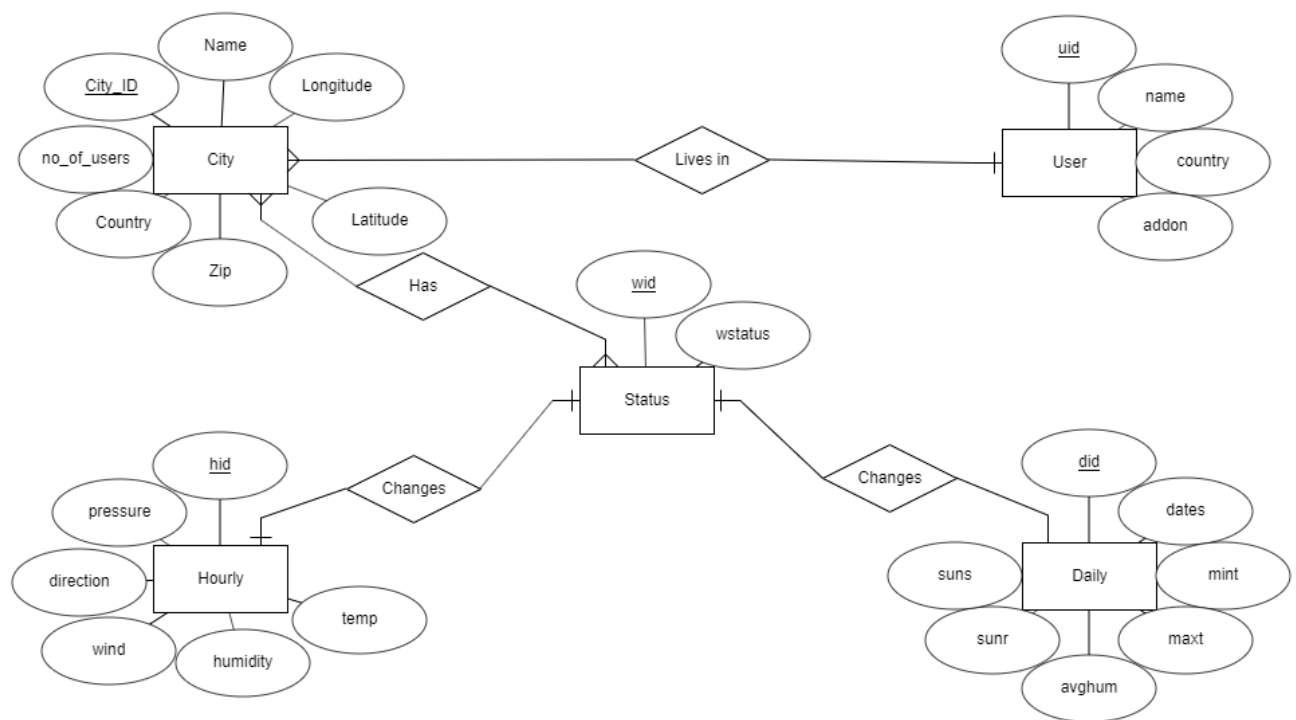 Name
City_ID
Longitude
no_of_users
City
Country
Latitude
Zip
Lives in
uid
name
User
country
addon
Has
wid
wstatus
Status
Changes
hid
pressure
direction
Hourly
wind
humidity
temp
Changes
did
dates
suns
Daily
mint
sunr
maxt
avghum